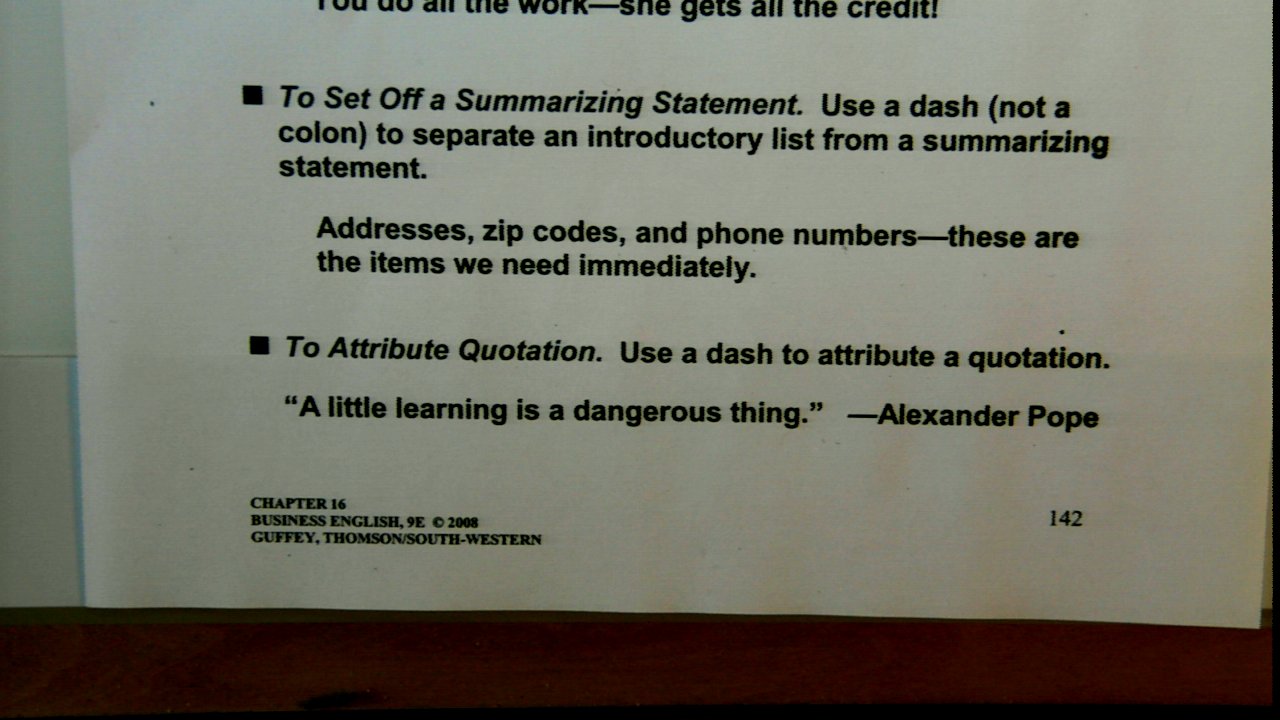 You do all the work—she gets all the credit!
■ To Set Off a Summarizing Statement. Use a dash (not a
colon) to separate an introductory list from a summarizing
statement.
Addresses, zip codes, and phone numbers—these are
the items we need immediately.
■ To Attribute Quotation. Use a dash to attribute a quotation.
“A little learning is a dangerous thing.” —Alexander Pope
CHAPTER 16
BUSINESS ENGLISH, 9E © 2008
GUFFEY, THOMSON/SOUTH-WESTERN
142